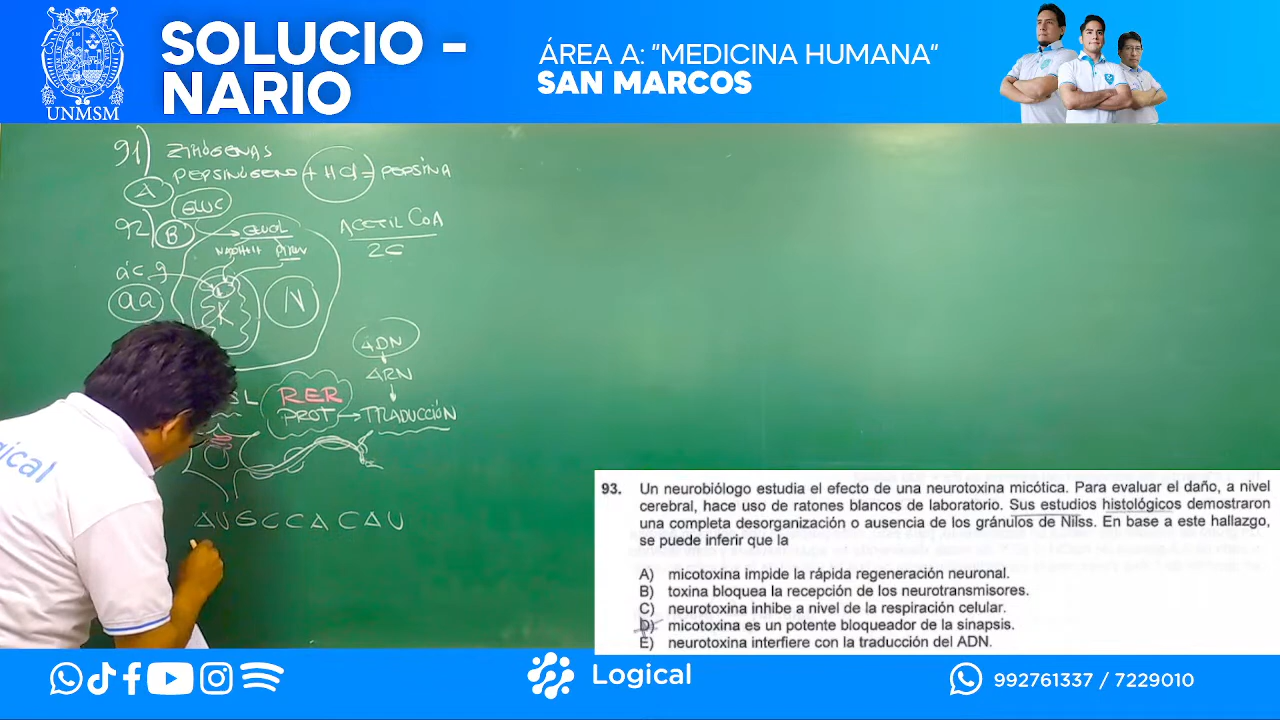 SOLUCIO -
NARIO
ÁREA A: "MEDICINA HUMANA"
SAN MARCOS
UNMSM
91) ZIMÓGENAS
PEPSINÓGENO + HCl = PEPSINA
A
GLUC
92) B
GLUCÓL
ACETIL COA
2C
aa
K
N
ADN
ARN
RER
PROT → TRADUCCIÓN
AUGCCACAU
gical
93. Un neurobiólogo estudia el efecto de una neurotoxina micótica. Para evaluar el daño, a nivel
cerebral, hace uso de ratones blancos de laboratorio. Sus estudios histológicos demostraron
una completa desorganización o ausencia de los gránulos de Nilss. En base a este hallazgo,
se puede inferir que la
A) micotoxina impide la rápida regeneración neuronal.
B) toxina bloquea la recepción de los neurotransmisores.
C) neurotoxina inhibe a nivel de la respiración celular.
D) micotoxina es un potente bloqueador de la sinapsis.
E) neurotoxina interfiere con la traducción del ADN.
Logical
992761337 / 7229010